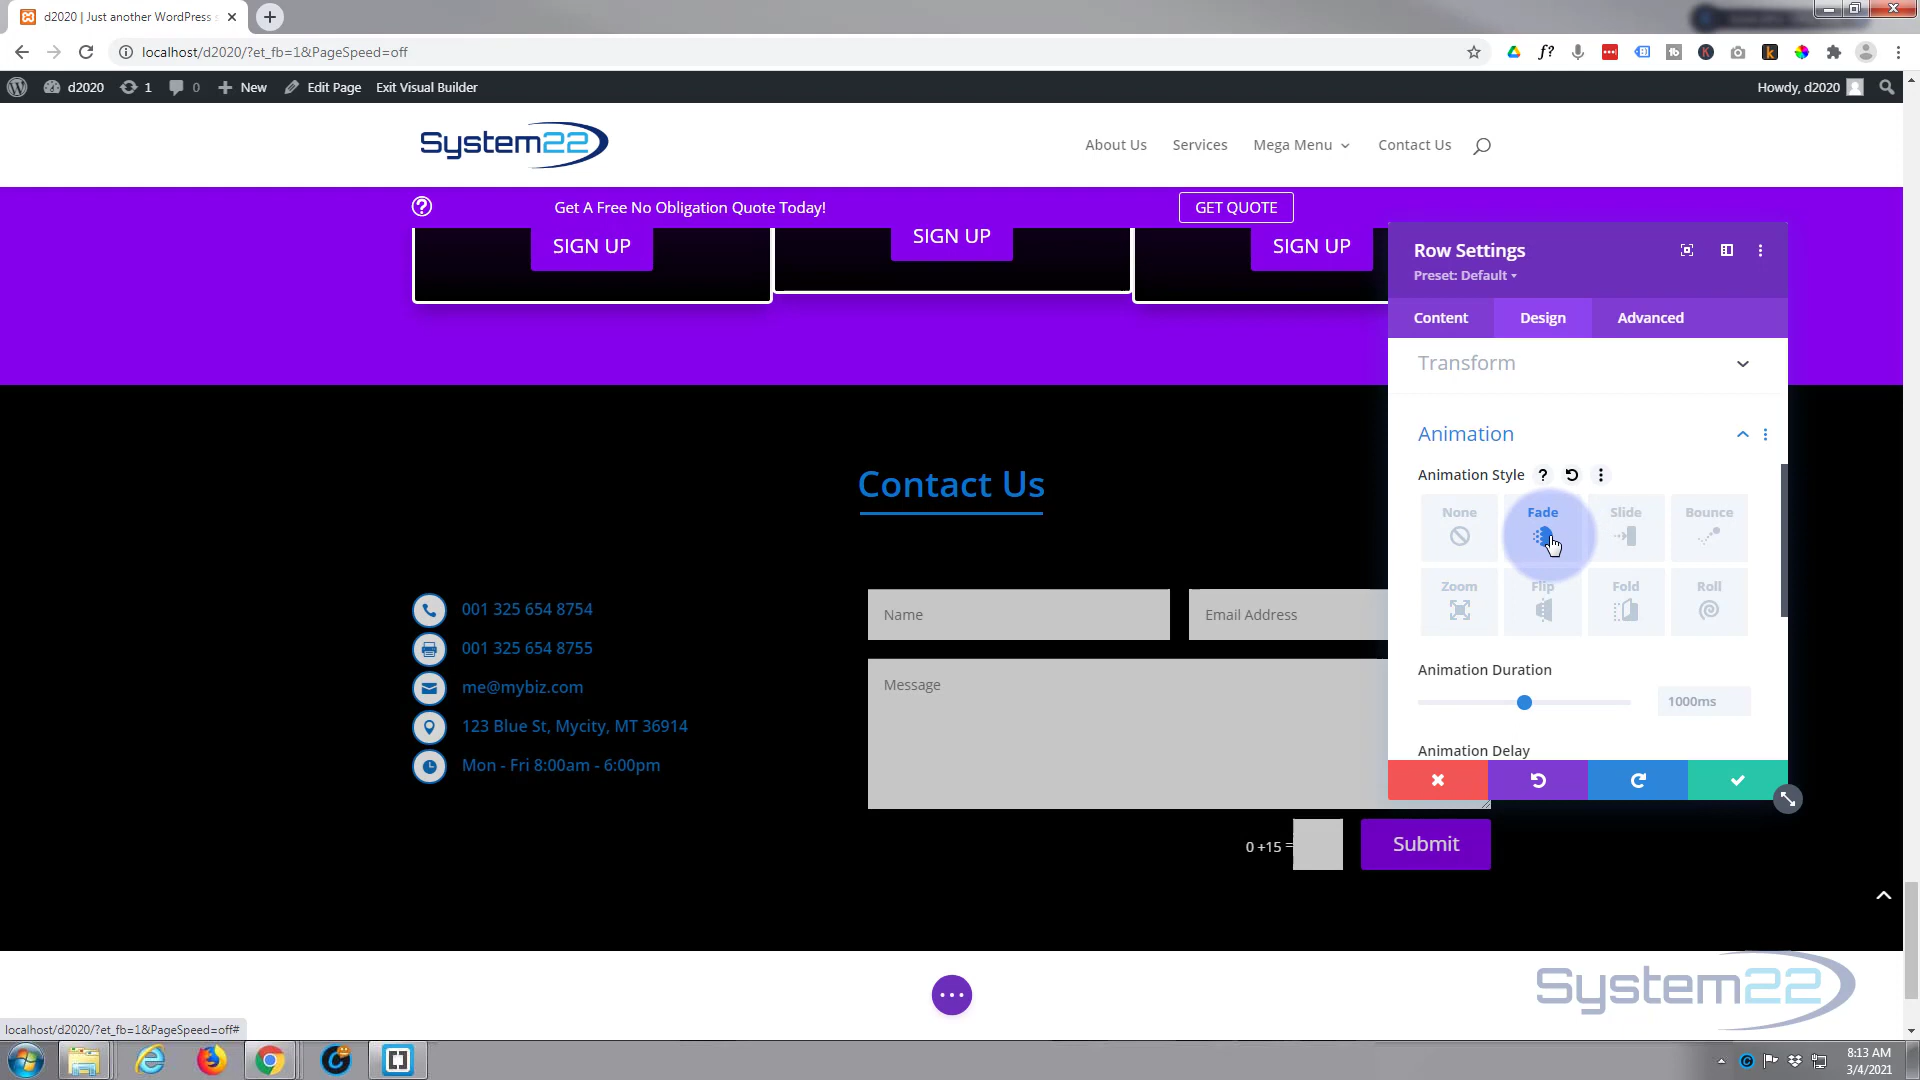 d2020 | Just another WordPress s
localhost/d2020/?et_fb=1&PageSpeed=off
d2020
1
0
New
Edit Page
Exit Visual Builder
Howdy, d2020
System22
About Us
Services
Mega Menu
Contact Us
Get A Free No Obligation Quote Today!
GET QUOTE
SIGN UP
SIGN UP
SIGN UP
Contact Us
001 325 654 8754
001 325 654 8755
me@mybiz.com
123 Blue St, Mycity, MT 36914
Mon - Fri 8:00am - 6:00pm
Name
Email Address
Message
0 +15 =
Submit
Row Settings
Preset: Default
Content
Design
Advanced
Transform
Animation
Animation Style
None
Fade
Slide
Bounce
Zoom
Flip
Fold
Roll
Animation Duration
1000ms
Animation Delay
System22
localhost/d2020/?et_fb=1&PageSpeed=off#
8:13 AM
3/4/2021